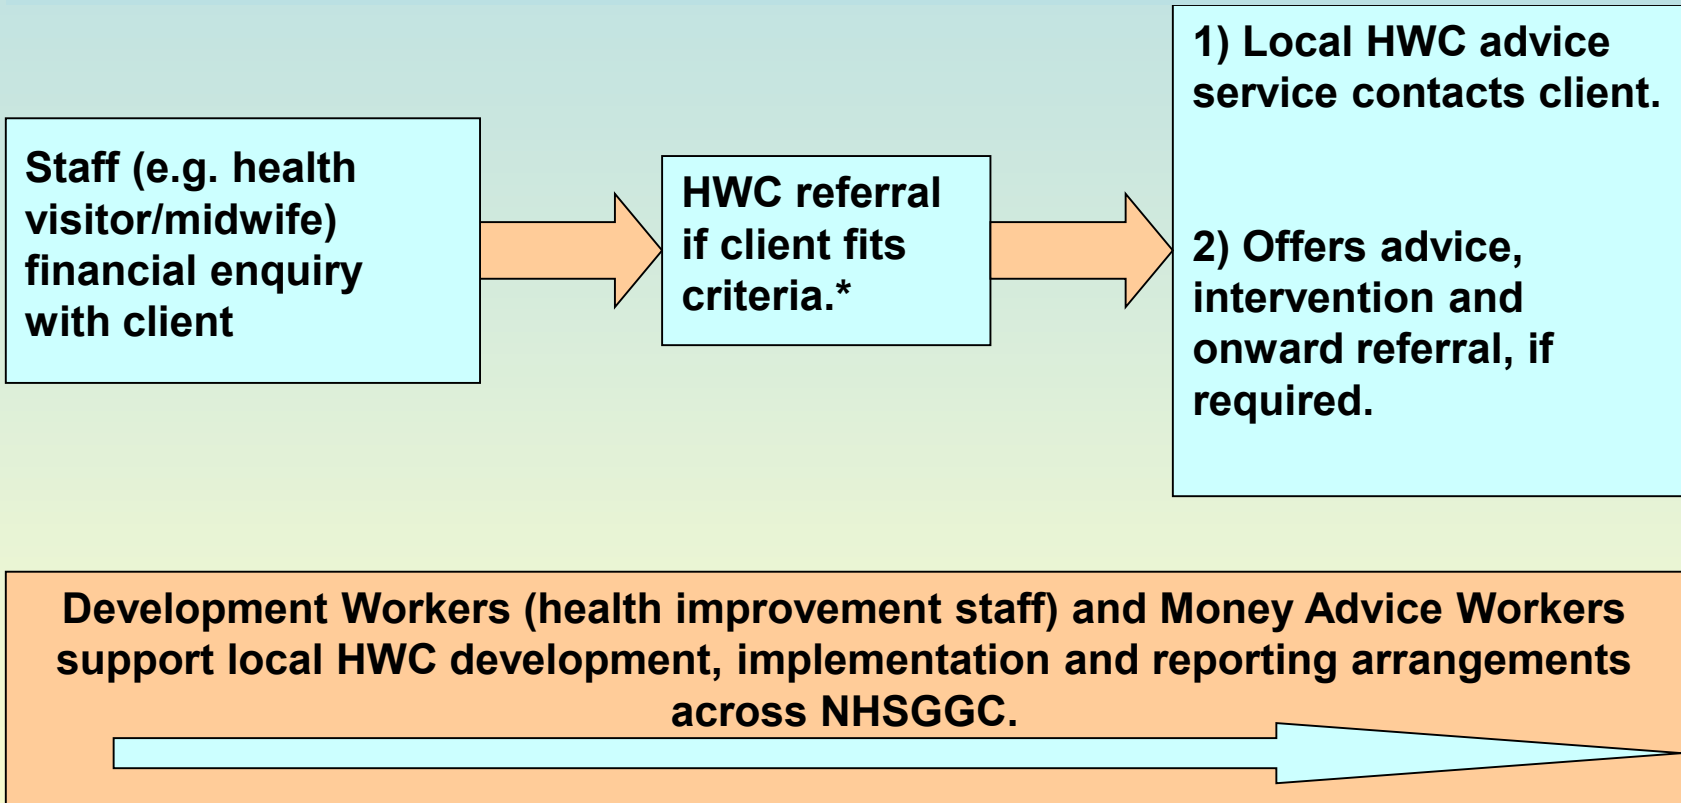 Staff (e.g. health
visitor/midwife)
financial enquiry
with client
HWC referral
if client fits
criteria.*
1) Local HWC advice
service contacts client.
2) Offers advice,
intervention and
onward referral, if
required.
Development Workers (health improvement staff) and Money Advice Workers
support local HWC development, implementation and reporting arrangements
across NHSGGC.